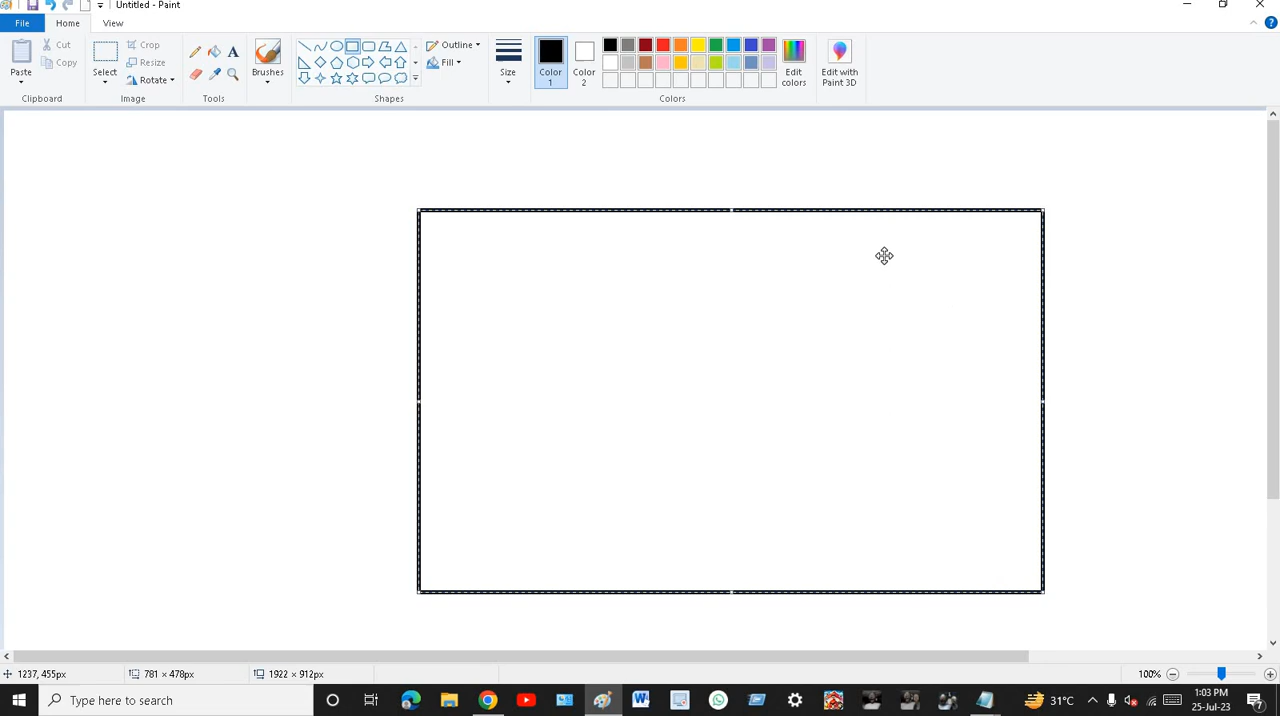 Untitled - Paint
File
Home
View
Paste
Cut
Copy
Clipboard
Select
Crop
Resize
Rotate
Image
A
Tools
Brushes
Outline
Fill
Shapes
Size
Color
1
Color
2
Edit
colors
Colors
Edit with
Paint 3D
1237, 455px
781 × 478px
1922 × 912px
100%
Type here to search
W
31°C
1:03 PM
25-Jul-23
7